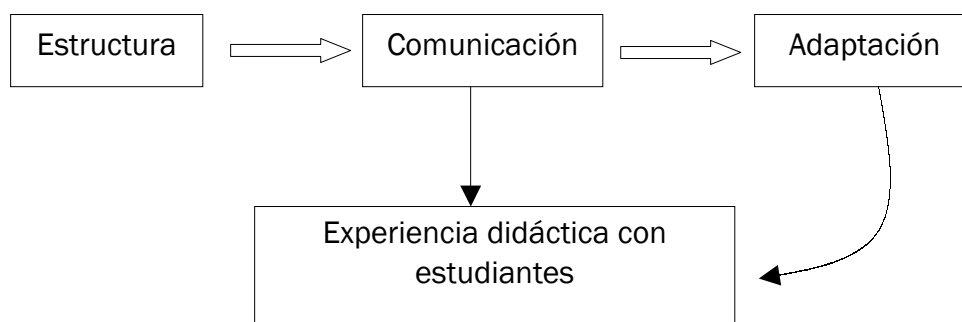 Estructura
Comunicación
Adaptación
Experiencia didáctica con
estudiantes